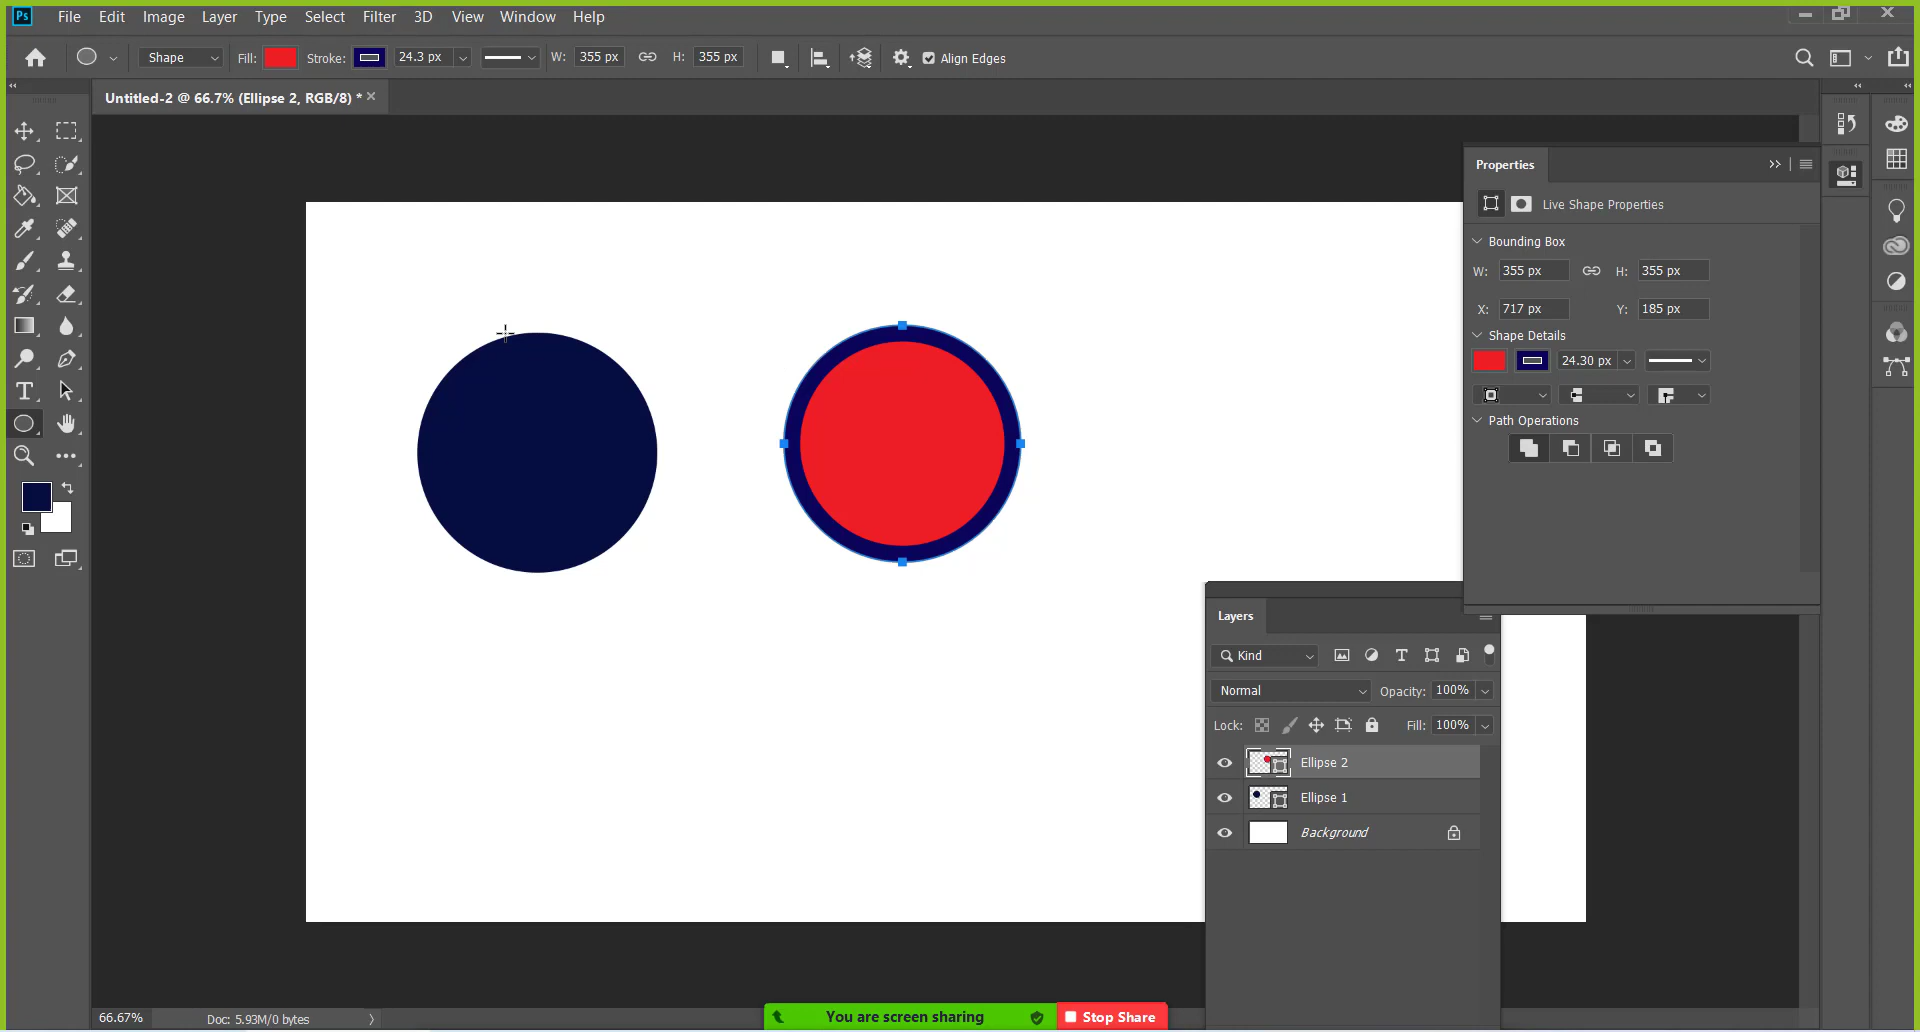 Ps File Edit Image Layer Type Select Filter 3D View Window Help
Shape Fill: Stroke: 24.3 px W: 355 px H: 355 px Align Edges
Untitled-2 @ 66.7% (Ellipse 2, RGB/8) *
Properties
Live Shape Properties
Bounding Box
W: 355 px H: 355 px
X: 717 px Y: 185 px
Shape Details
24.30 px
Path Operations
Layers
Kind
Normal Opacity: 100%
Lock: Fill: 100%
Ellipse 2
Ellipse 1
Background
66.67% Doc: 5.93M/0 bytes
You are screen sharing Stop Share